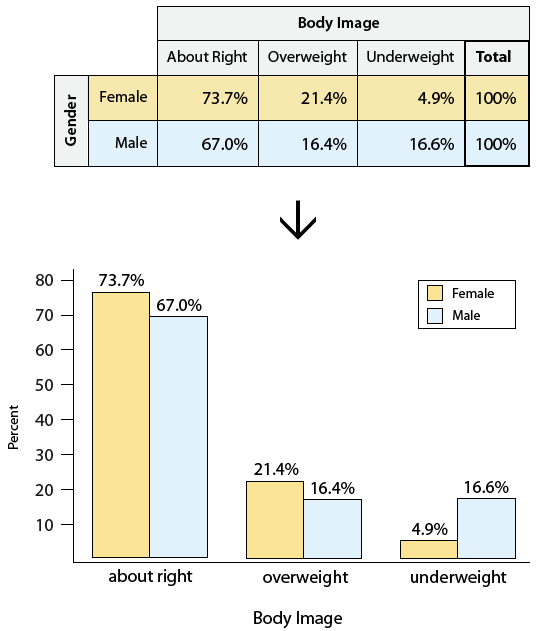 Body Image
About Right Overweight Underweight Total
Gender
Female 73.7% 21.4% 4.9% 100%
Male 67.0% 16.4% 16.6% 100%
80
70
60
50
40
30
20
10
Percent
73.7%
67.0%
21.4%
16.4%
4.9%
16.6%
Female
Male
about right overweight underweight
Body Image